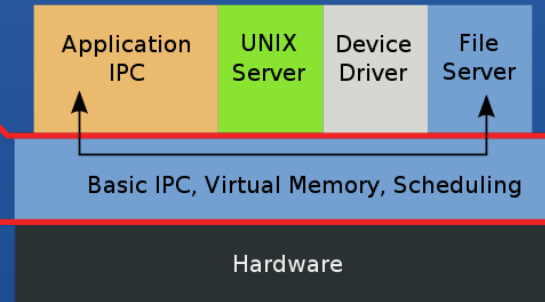 Application
IPC
UNIX
Server
Device
Driver
File
Server
Basic IPC, Virtual Memory, Scheduling
Hardware